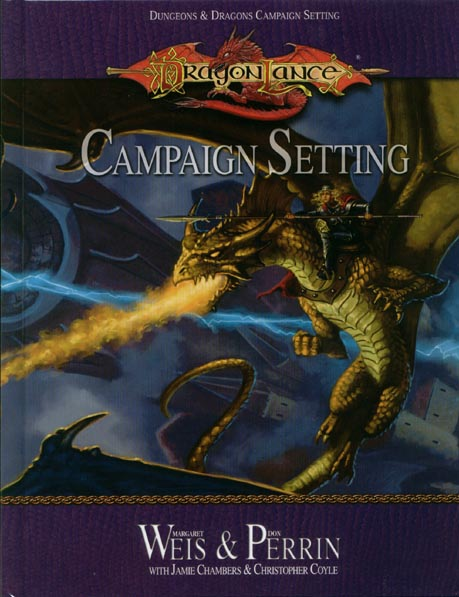 DUNGEONS & DRAGONS CAMPAIGN SETTING
DRAGONLANCE®
CAMPAIGN SETTING
MARGARET DON
WEIS & PERRIN
WITH JAMIE CHAMBERS & CHRISTOPHER COYLE